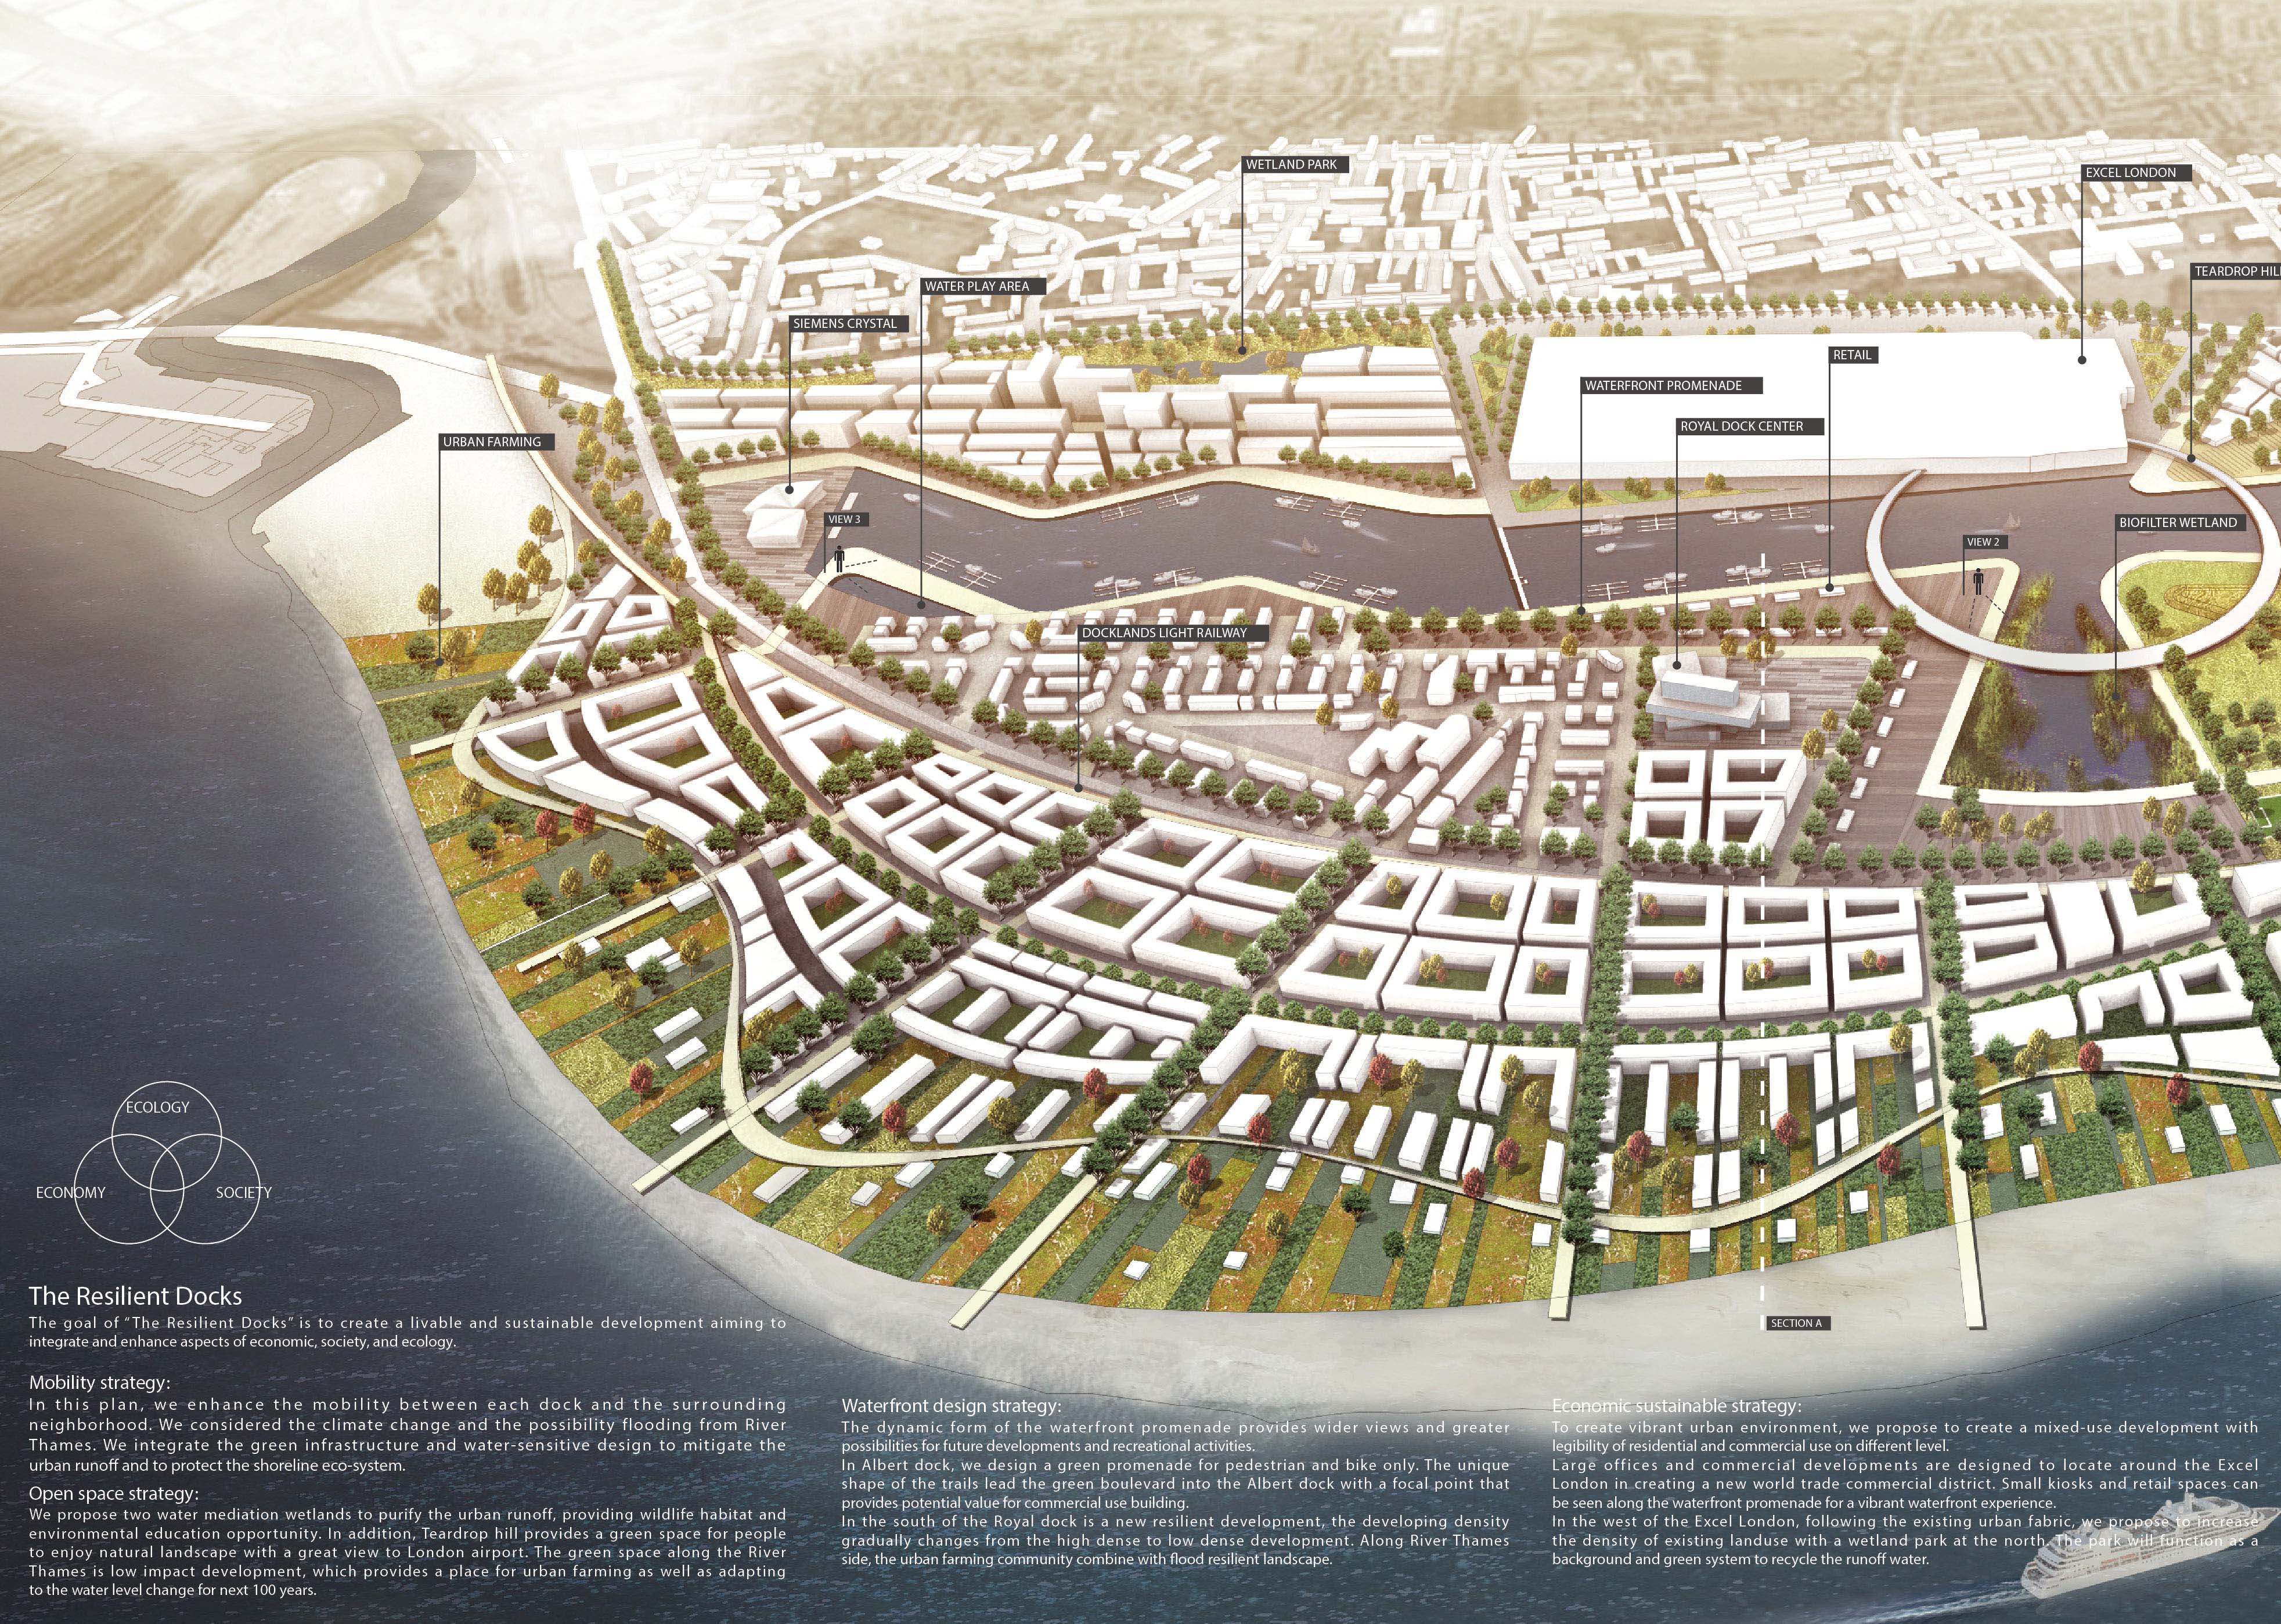 WETLAND PARK
EXCEL LONDON
TEARDROP HILL
WATER PLAY AREA
SIEMENS CRYSTAL
RETAIL
WATERFRONT PROMENADE
ROYAL DOCK CENTER
URBAN FARMING
VIEW 3
BIOFILTER WETLAND
VIEW 2
DOCKLANDS LIGHT RAILWAY
ECOLOGY
ECONOMY
SOCIETY
SECTION A
The Resilient Docks
The goal of "The Resilient Docks" is to create a livable and sustainable development aiming to
integrate and enhance aspects of economic, society, and ecology.
Mobility strategy:
In this plan, we enhance the mobility between each dock and the surrounding
neighborhood. We considered the climate change and the possibility flooding from River
Thames. We integrate the green infrastructure and water-sensitive design to mitigate the
urban runoff and to protect the shoreline eco-system.
Open space strategy:
We propose two water mediation wetlands to purify the urban runoff, providing wildlife habitat and
environmental education opportunity. In addition, Teardrop hill provides a green space for people
to enjoy natural landscape with a great view to London airport. The green space along the River
Thames is low impact development, which provides a place for urban farming as well as adapting
to the water level change for next 100 years.
Waterfront design strategy:
The dynamic form of the waterfront promenade provides wider views and greater
possibilities for future developments and recreational activities.
In Albert dock, we design a green promenade for pedestrian and bike only. The unique
shape of the trails lead the green boulevard into the Albert dock with a focal point that
provides potential value for commercial use building.
In the south of the Royal dock is a new resilient development, the developing density
gradually changes from the high dense to low dense development. Along River Thames
side, the urban farming community combine with flood resilient landscape.
Economic sustainable strategy:
To create vibrant urban environment, we propose to create a mixed-use development with
legibility of residential and commercial use on different level.
Large offices and commercial developments are designed to locate around the Excel
London in creating a new world trade commercial district. Small kiosks and retail spaces can
be seen along the waterfront promenade for a vibrant waterfront experience.
In the west of the Excel London, following the existing urban fabric, we propose to increase
the density of existing landuse with a wetland park at the north. The park will function as a
background and green system to recycle the runoff water.